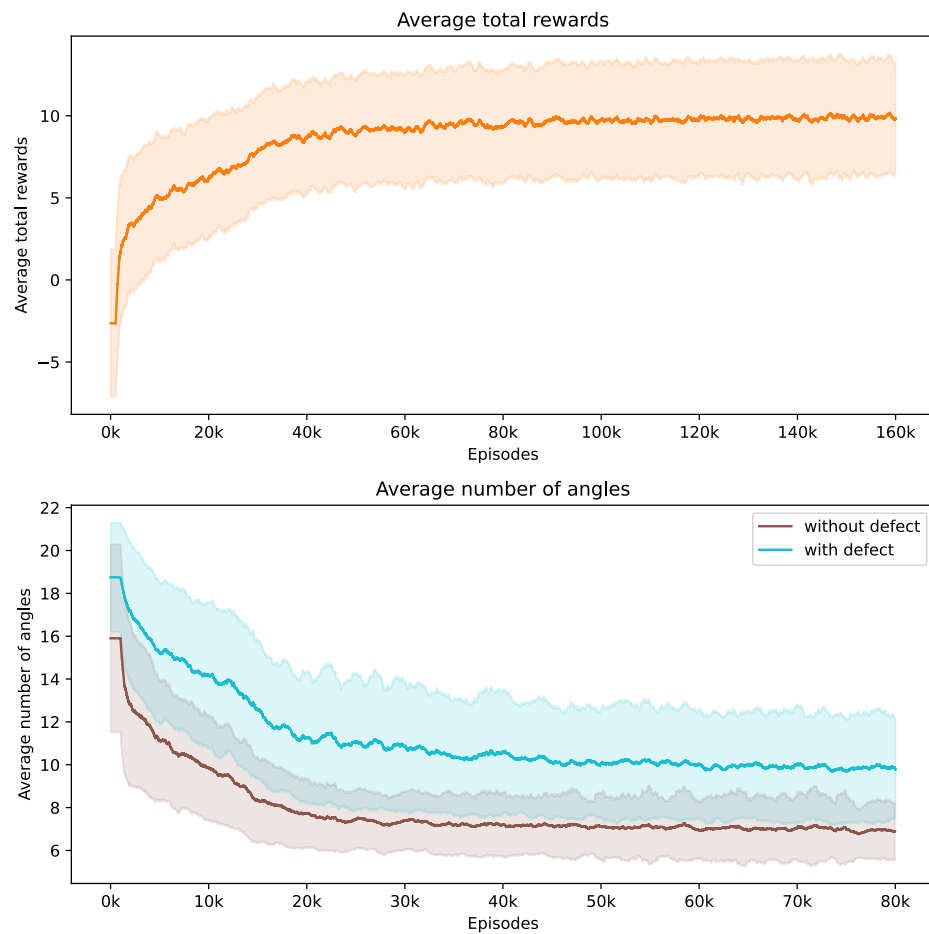 Average total rewards
Average total rewards
10
5
0
−5
0k 20k 40k 60k 80k 100k 120k 140k 160k
Episodes
Average number of angles
Average number of angles
22
20
18
16
14
12
10
8
6
without defect
with defect
0k 10k 20k 30k 40k 50k 60k 70k 80k
Episodes